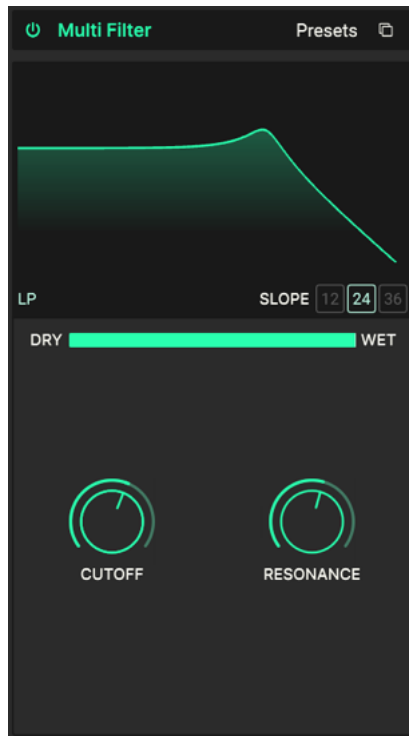 Multi Filter Presets
LP SLOPE 12 24 36
DRY WET
CUTOFF RESONANCE